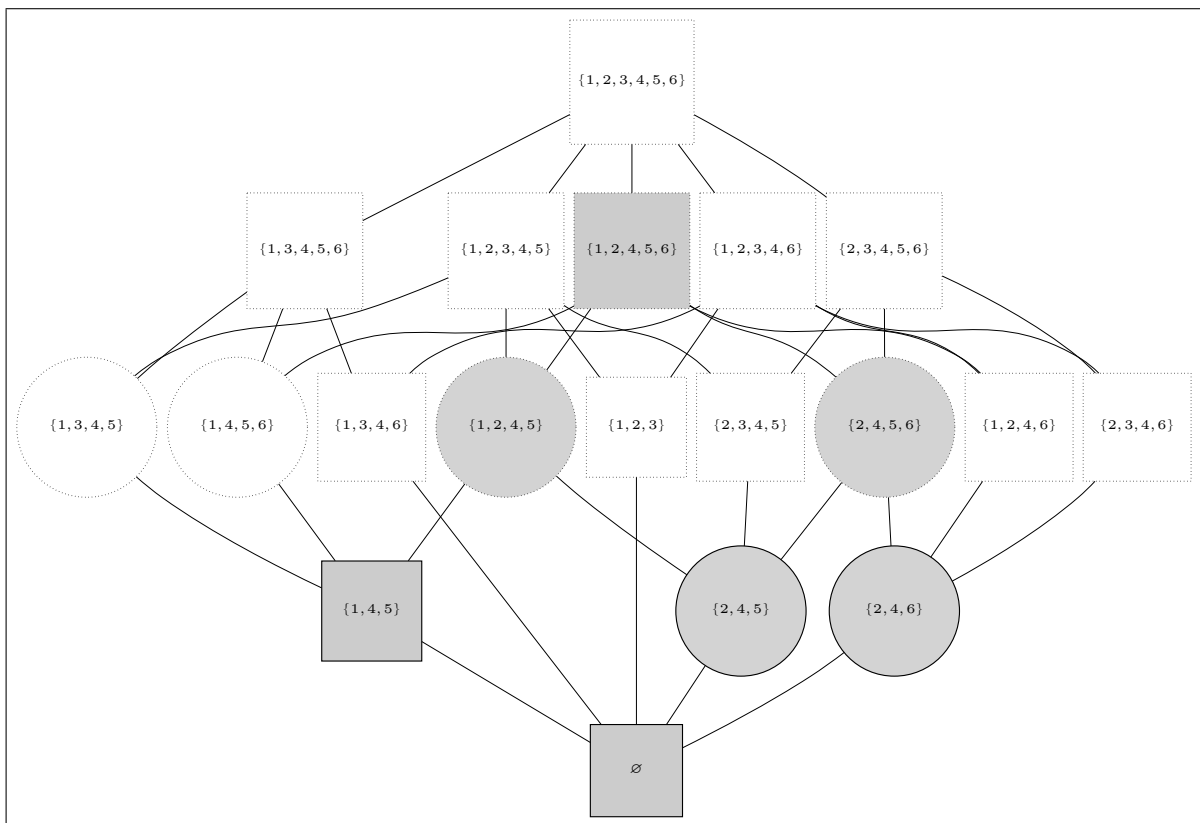 {1, 2, 3, 4, 5, 6}
{1, 3, 4, 5, 6}
{1, 2, 3, 4, 5}
{1, 2, 4, 5, 6}
{1, 2, 3, 4, 6}
{2, 3, 4, 5, 6}
{1, 3, 4, 5}
{1, 4, 5, 6}
{1, 3, 4, 6}
{1, 2, 4, 5}
{1, 2, 3}
{2, 3, 4, 5}
{2, 4, 5, 6}
{1, 2, 4, 6}
{2, 3, 4, 6}
{1, 4, 5}
{2, 4, 5}
{2, 4, 6}
∅